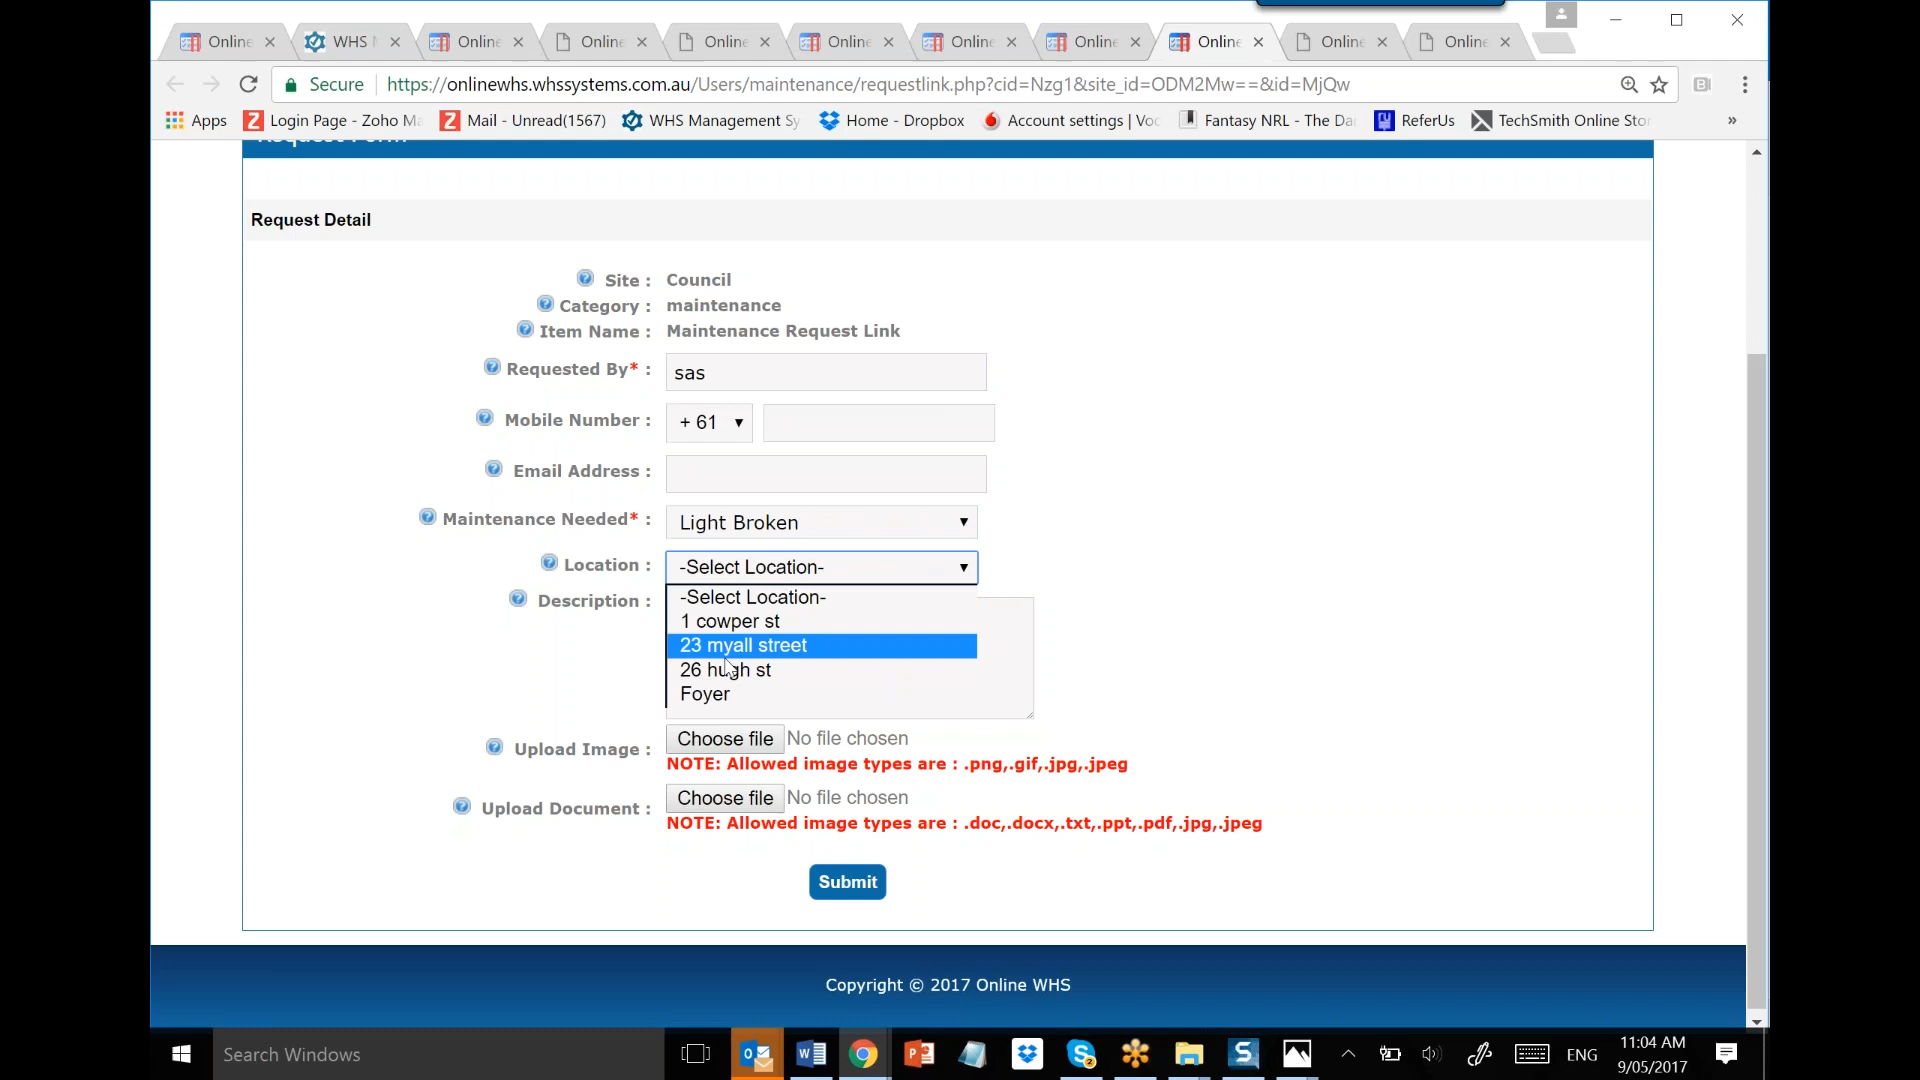 Online WHS Online Online Online Online Online Online Online Online Online
Secure https://onlinewhs.whssystems.com.au/Users/maintenance/requestlink.php?cid=Nzg1&site_id=ODM2Mw==&id=MjQw
Apps Login Page - Zoho Mail - Unread(1567) WHS Management Sy Home - Dropbox Account settings | Vo Fantasy NRL - The Da ReferUs TechSmith Online Sto »
Request Form
Request Detail
Site : Council
Category : maintenance
Item Name : Maintenance Request Link
Requested By* : sas
Mobile Number : + 61
Email Address :
Maintenance Needed* : Light Broken
Location : -Select Location-
-Select Location-
Description :
1 cowper st
23 myall street
26 hugh st
Foyer
Upload Image : Choose file No file chosen
NOTE: Allowed image types are : .png,.gif,.jpg,.jpeg
Upload Document : Choose file No file chosen
NOTE: Allowed image types are : .doc,.docx,.txt,.ppt,.pdf,.jpg,.jpeg
Submit
Copyright © 2017 Online WHS
Search Windows ENG 11:04 AM
9/05/2017